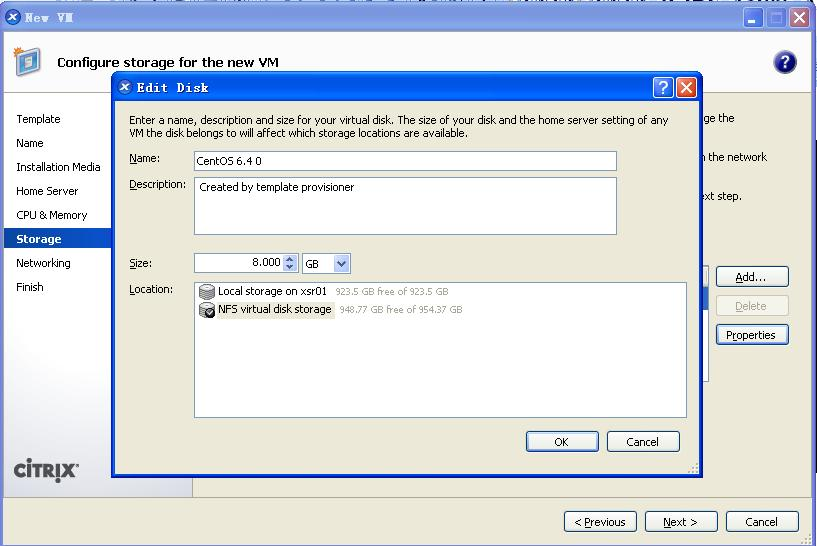 New VM
Configure storage for the new VM
?
Template
Name
Installation Media
Home Server
CPU & Memory
Storage
Networking
Finish
CITRIX
Edit Disk
?
Enter a name, description and size for your virtual disk. The size of your disk and the home server setting of any
VM the disk belongs to will affect which storage locations are available.
Name:
CentOS 6.4 0
Description:
Created by template provisioner
Size:
8.000
GB
Location:
Local storage on xsr01 923.5 GB free of 923.5 GB
NFS virtual disk storage 948.77 GB free of 954.37 GB
OK
Cancel
ge the
the network
ext step.
Add...
Delete
Properties
< Previous
Next >
Cancel